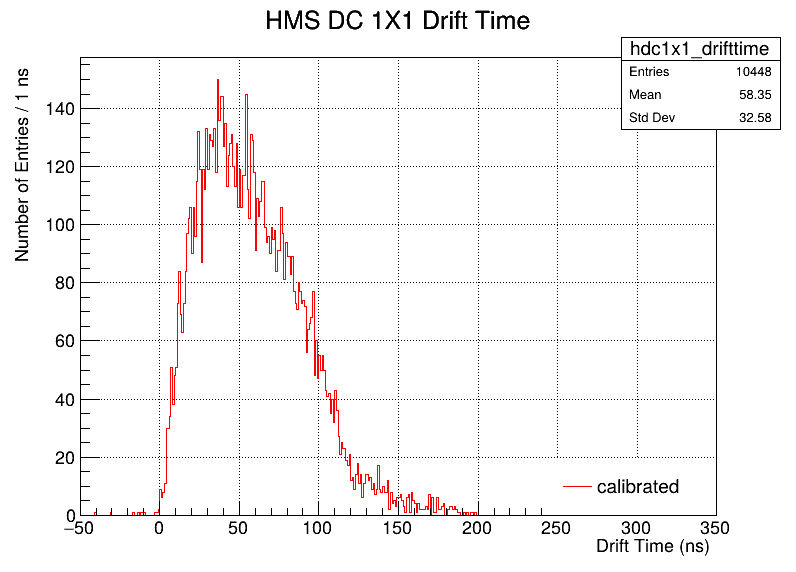 HMS DC 1X1 Drift Time
hdc1x1_drifttime
Entries 10448
Mean 58.35
Std Dev 32.58
Number of Entries / 1 ns
140
120
100
80
60
40
20
0
−50 0 50 100 150 200 250 300 350
calibrated
Drift Time (ns)